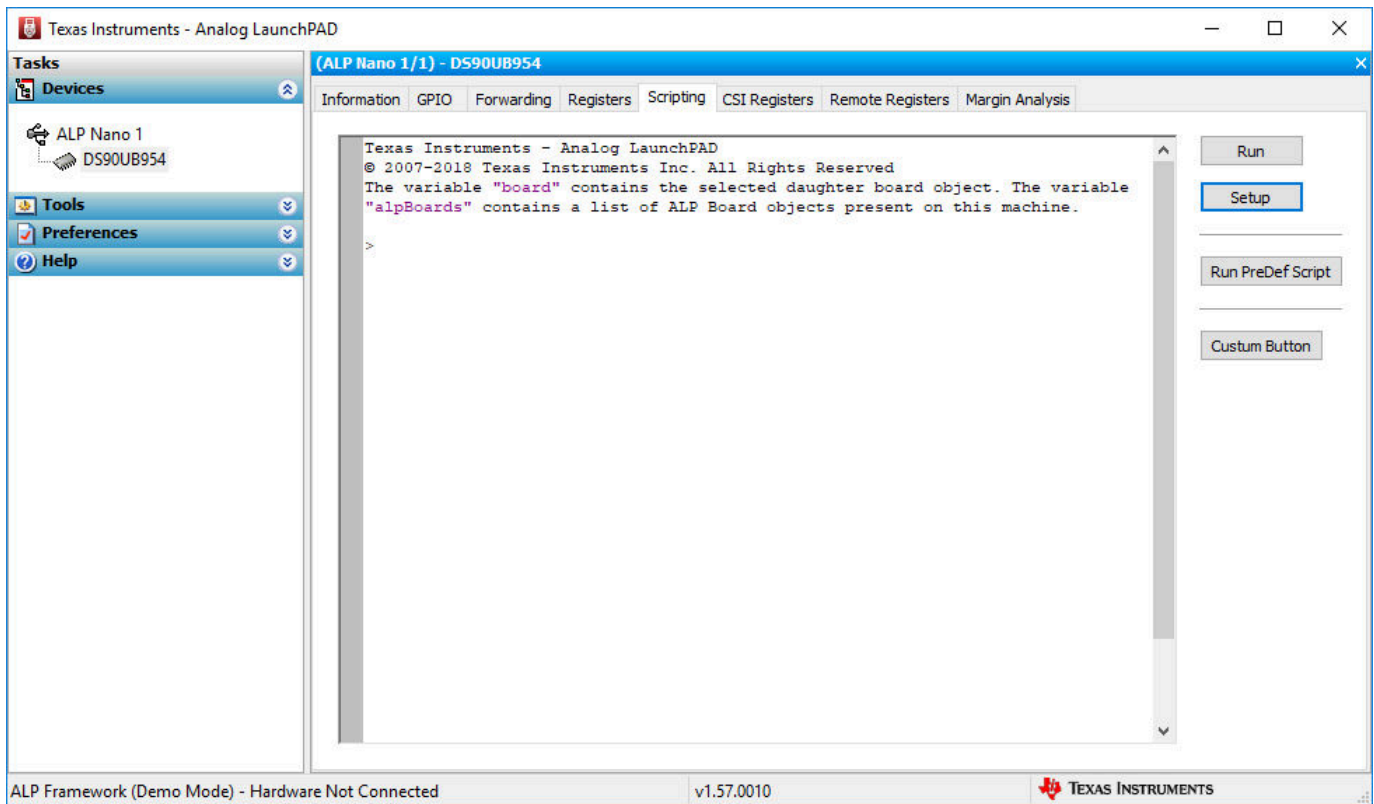 Texas Instruments - Analog LaunchPAD
Tasks
Devices
ALP Nano 1
DS90UB954
Tools
Preferences
Help
(ALP Nano 1/1) - DS90UB954
Information GPIO Forwarding Registers Scripting CSI Registers Remote Registers Margin Analysis
Texas Instruments - Analog LaunchPAD
© 2007-2018 Texas Instruments Inc. All Rights Reserved
The variable "board" contains the selected daughter board object. The variable
"alpBoards" contains a list of ALP Board objects present on this machine.
>
Run
Setup
Run PreDef Script
Custum Button
ALP Framework (Demo Mode) - Hardware Not Connected
v1.57.0010
TEXAS INSTRUMENTS